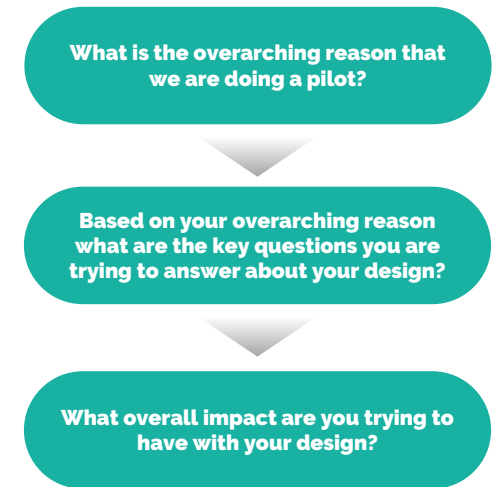 What is the overarching reason that
we are doing a pilot?
Based on your overarching reason
what are the key questions you are
trying to answer about your design?
What overall impact are you trying to
have with your design?